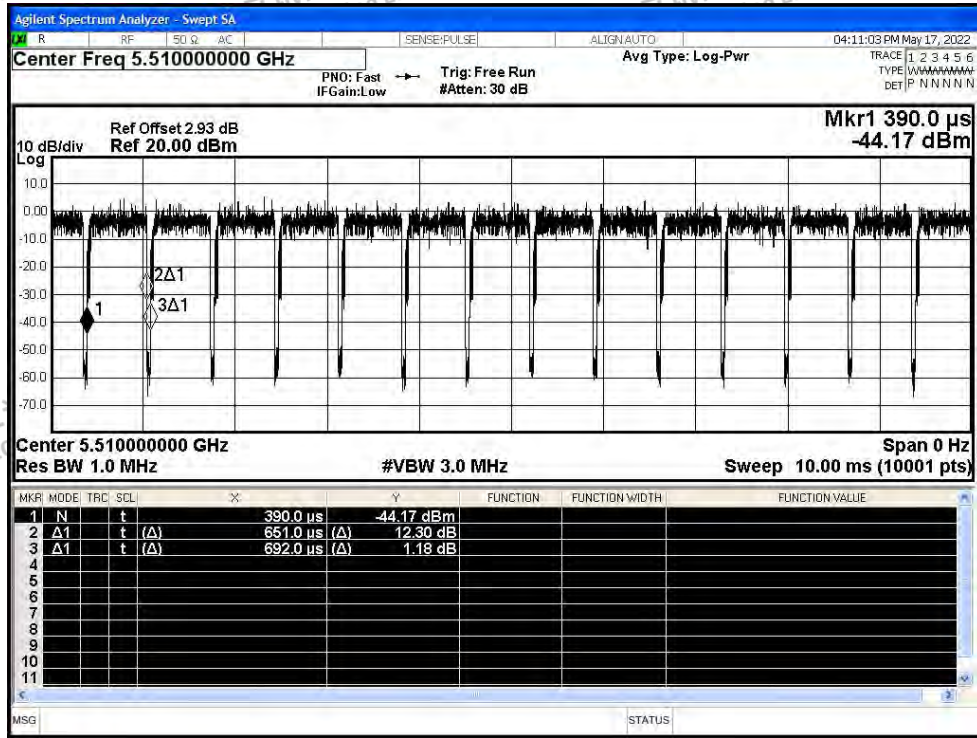 Agilent Spectrum Analyzer - Swept SA
LXI R RF 50 Ω AC SENSE:PULSE ALIGN AUTO 04:11:03 PM May 17, 2022
Center Freq 5.510000000 GHz
PNO: Fast
IFGain:Low
Trig: Free Run
#Atten: 30 dB
Avg Type: Log-Pwr
TRACE 1 2 3 4 5 6
TYPE WWWWWW
DET P N N N N N
Mkr1 390.0 µs
-44.17 dBm
Ref Offset 2.93 dB
10 dB/div Ref 20.00 dBm
Log
10.0
0.00
-10.0
-20.0
2Δ1
-30.0
1 3Δ1
-40.0
-50.0
-60.0
-70.0
Center 5.510000000 GHz Span 0 Hz
Res BW 1.0 MHz #VBW 3.0 MHz Sweep 10.00 ms (10001 pts)
MKR MODE TRC SCL X Y FUNCTION FUNCTION WIDTH FUNCTION VALUE
1 N t 390.0 µs -44.17 dBm
2 Δ1 t (Δ) 651.0 µs (Δ) 12.30 dB
3 Δ1 t (Δ) 692.0 µs (Δ) 1.18 dB
4
5
6
7
8
9
10
11
MSG STATUS